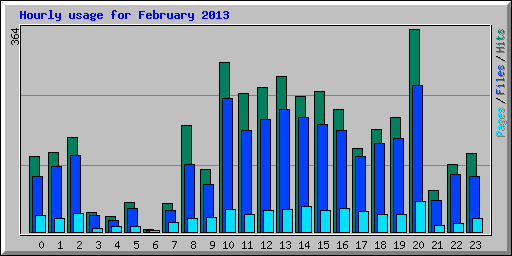 Hourly usage for February 2013
364
Pages/Files/Hits
0 1 2 3 4 5 6 7 8 9 10 11 12 13 14 15 16 17 18 19 20 21 22 23